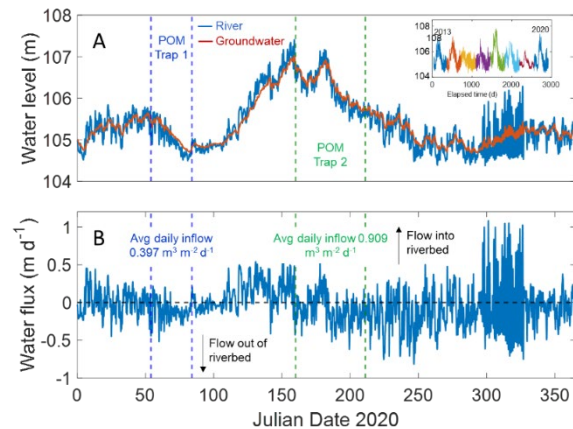 A
River
Groundwater
POM
Trap 1
POM
Trap 2
Water level (m)
108
107
106
105
104
2013
2020
108
106
104
0
1000
2000
3000
Elapsed time (d)
B
Avg daily inflow
0.397 m³ m⁻² d⁻¹
Avg daily inflow 0.909
m³ m⁻² d⁻¹
Flow into
riverbed
Flow out of
riverbed
Water flux (m d⁻¹)
1
0.5
0
-0.5
-1
0
50
100
150
200
250
300
350
Julian Date 2020